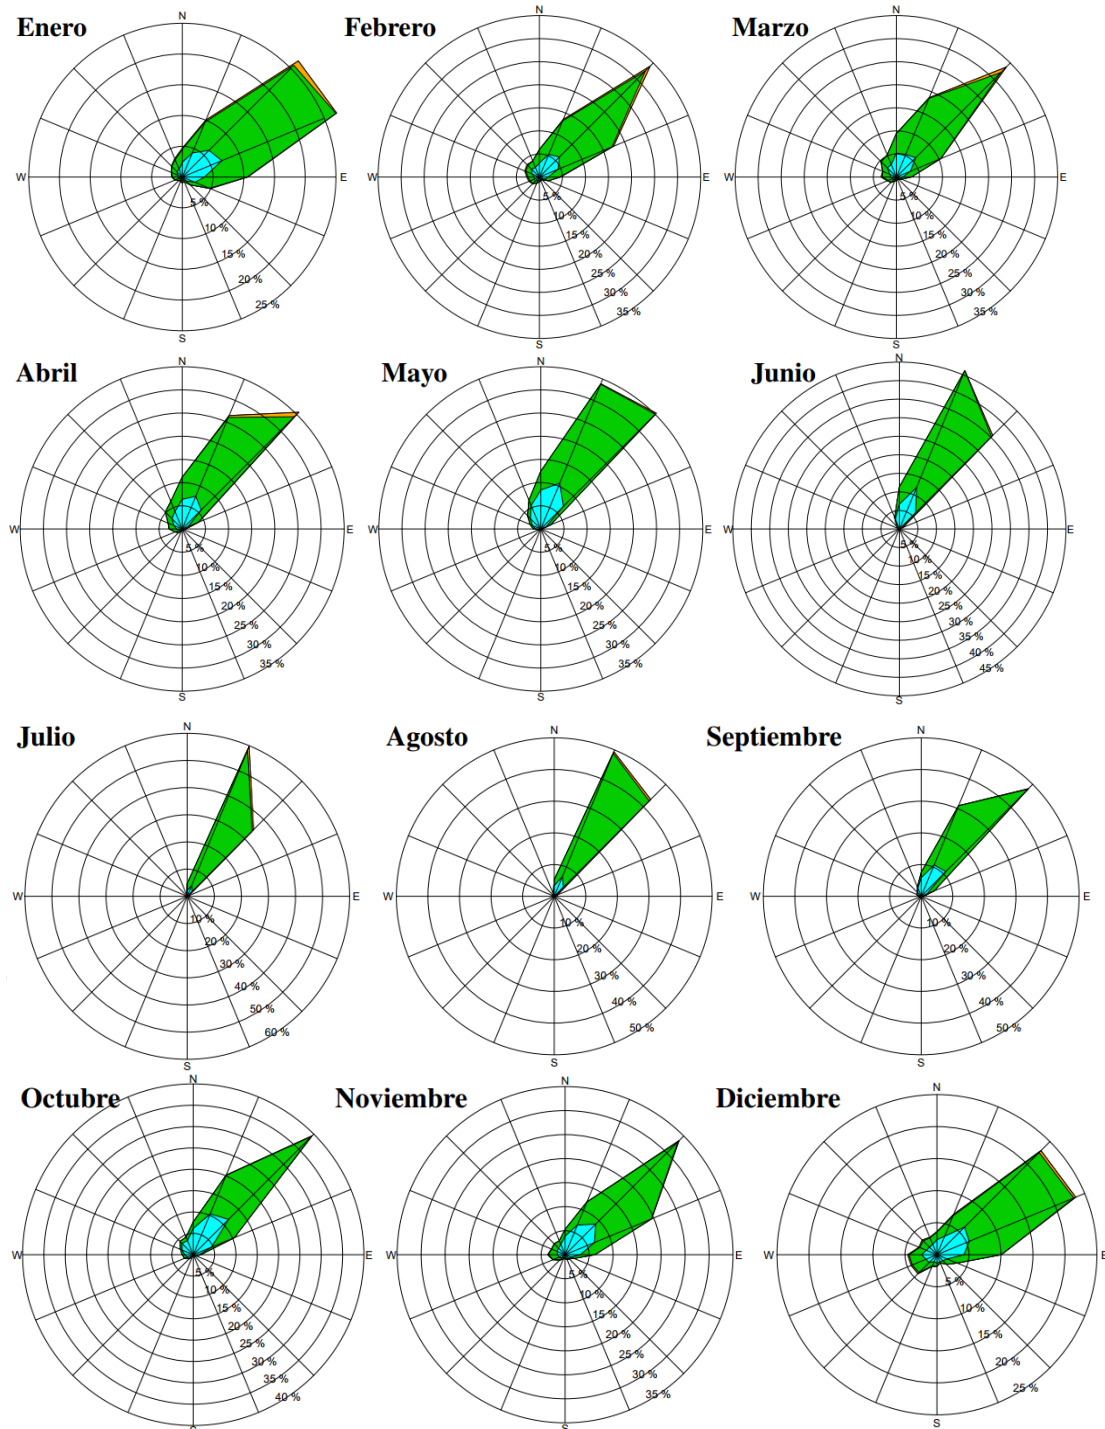 Enero
N
W
E
S
5 %
10 %
15 %
20 %
25 %
Febrero
N
W
E
S
5 %
10 %
15 %
20 %
25 %
30 %
35 %
Marzo
N
W
E
S
5 %
10 %
15 %
20 %
25 %
30 %
35 %
Abril
N
W
E
S
5 %
10 %
15 %
20 %
25 %
30 %
35 %
Mayo
N
W
E
S
5 %
10 %
15 %
20 %
25 %
30 %
35 %
Junio
N
W
E
S
5 %
10 %
15 %
20 %
25 %
30 %
35 %
40 %
45 %
Julio
N
W
E
S
10 %
20 %
30 %
40 %
50 %
60 %
Agosto
N
W
E
S
10 %
20 %
30 %
40 %
50 %
Septiembre
N
W
E
S
10 %
20 %
30 %
40 %
50 %
Octubre
N
W
E
S
5 %
10 %
15 %
20 %
25 %
30 %
35 %
40 %
Noviembre
N
W
E
S
5 %
10 %
15 %
20 %
25 %
30 %
35 %
Diciembre
N
W
E
S
5 %
10 %
15 %
20 %
25 %